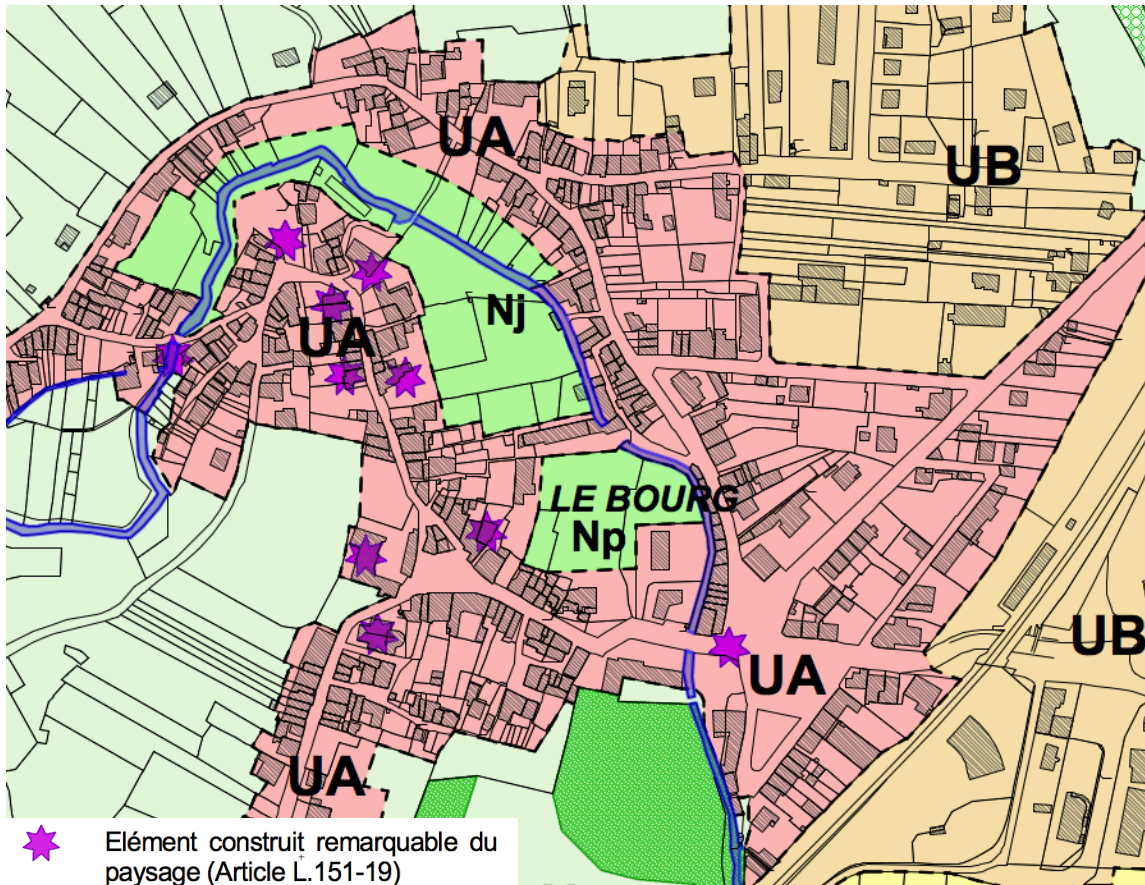 UA
UB
Nj
UA
LE BOURG
Np
UB
UA
UA
Elément construit remarquable du
paysage (Article L.151-19)